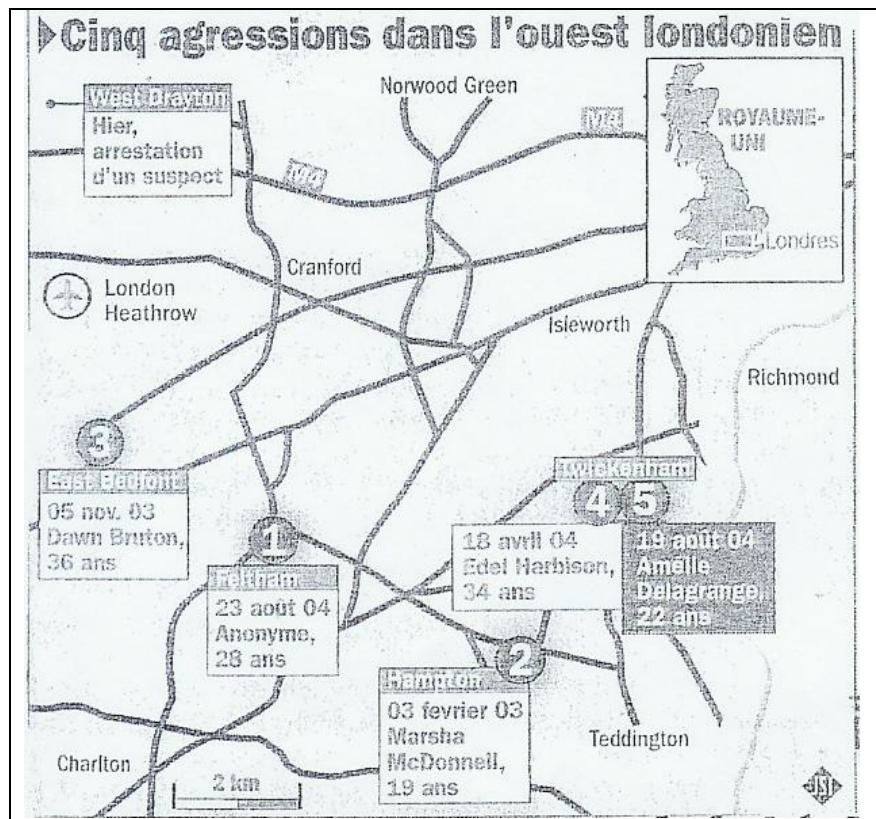 Cinq agressions dans l'ouest londonien
West Drayton
Hier,
arrestation
d'un suspect
Norwood Green
M4
M4
ROYAUME-
UNI
Londres
Cranford
London
Heathrow
Isleworth
Richmond
3
East Bedfont
05 nov. 03
Dawn Bruton,
36 ans
1
Feltham
23 août 04
Anonyme,
28 ans
Twickenham
4 5
18 avril 04
Edel Harbison,
34 ans
19 août 04
Amélie
Delagrange,
22 ans
2
Hampton
03 fevrier 03
Marsha
McDonnell,
19 ans
Teddington
Charlton
2 km